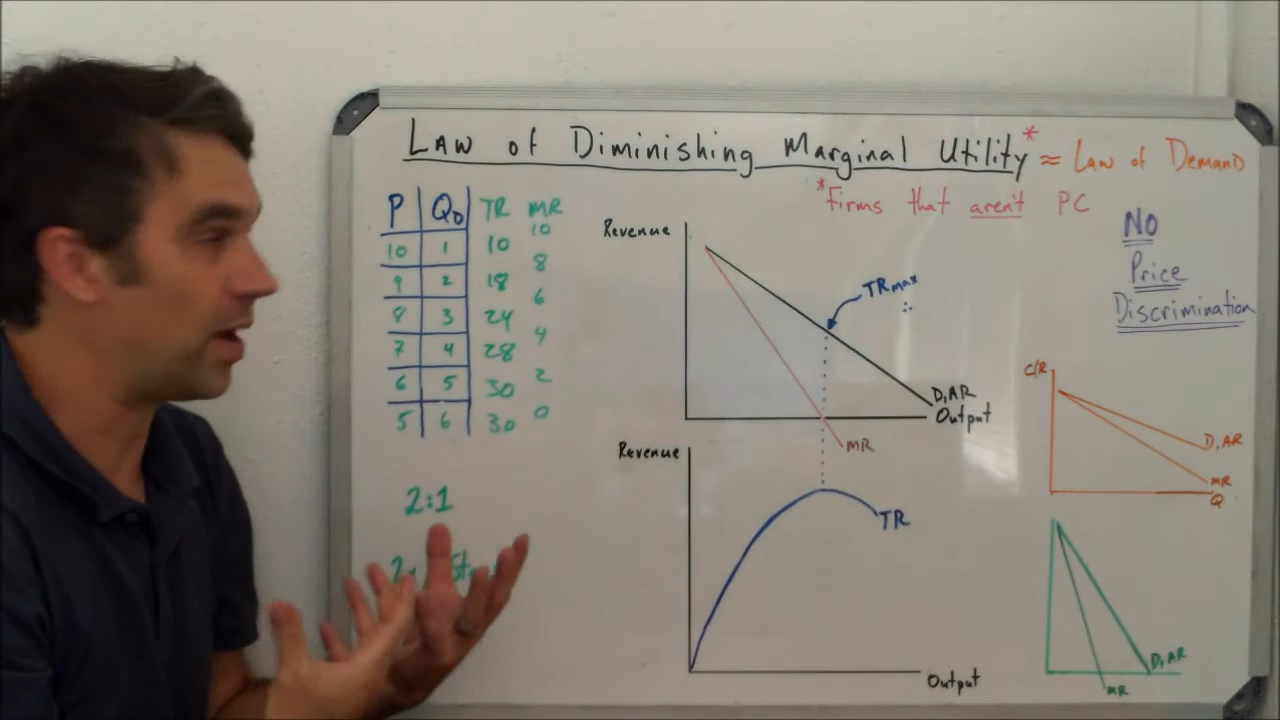 Law of Diminishing Marginal Utility* ≈ Law of Demand
*Firms that aren't PC
P QD TR MR
10 1 10 10
9 2 18 8
8 3 24 6
7 4 28 4
6 5 30 2
5 6 30 0
2:1
2x
Revenue
TRmax
D,AR
Output
MR
Revenue
TR
Output
No
Price
Discrimination
C/R
D,AR
MR
Q
D,AR
MR